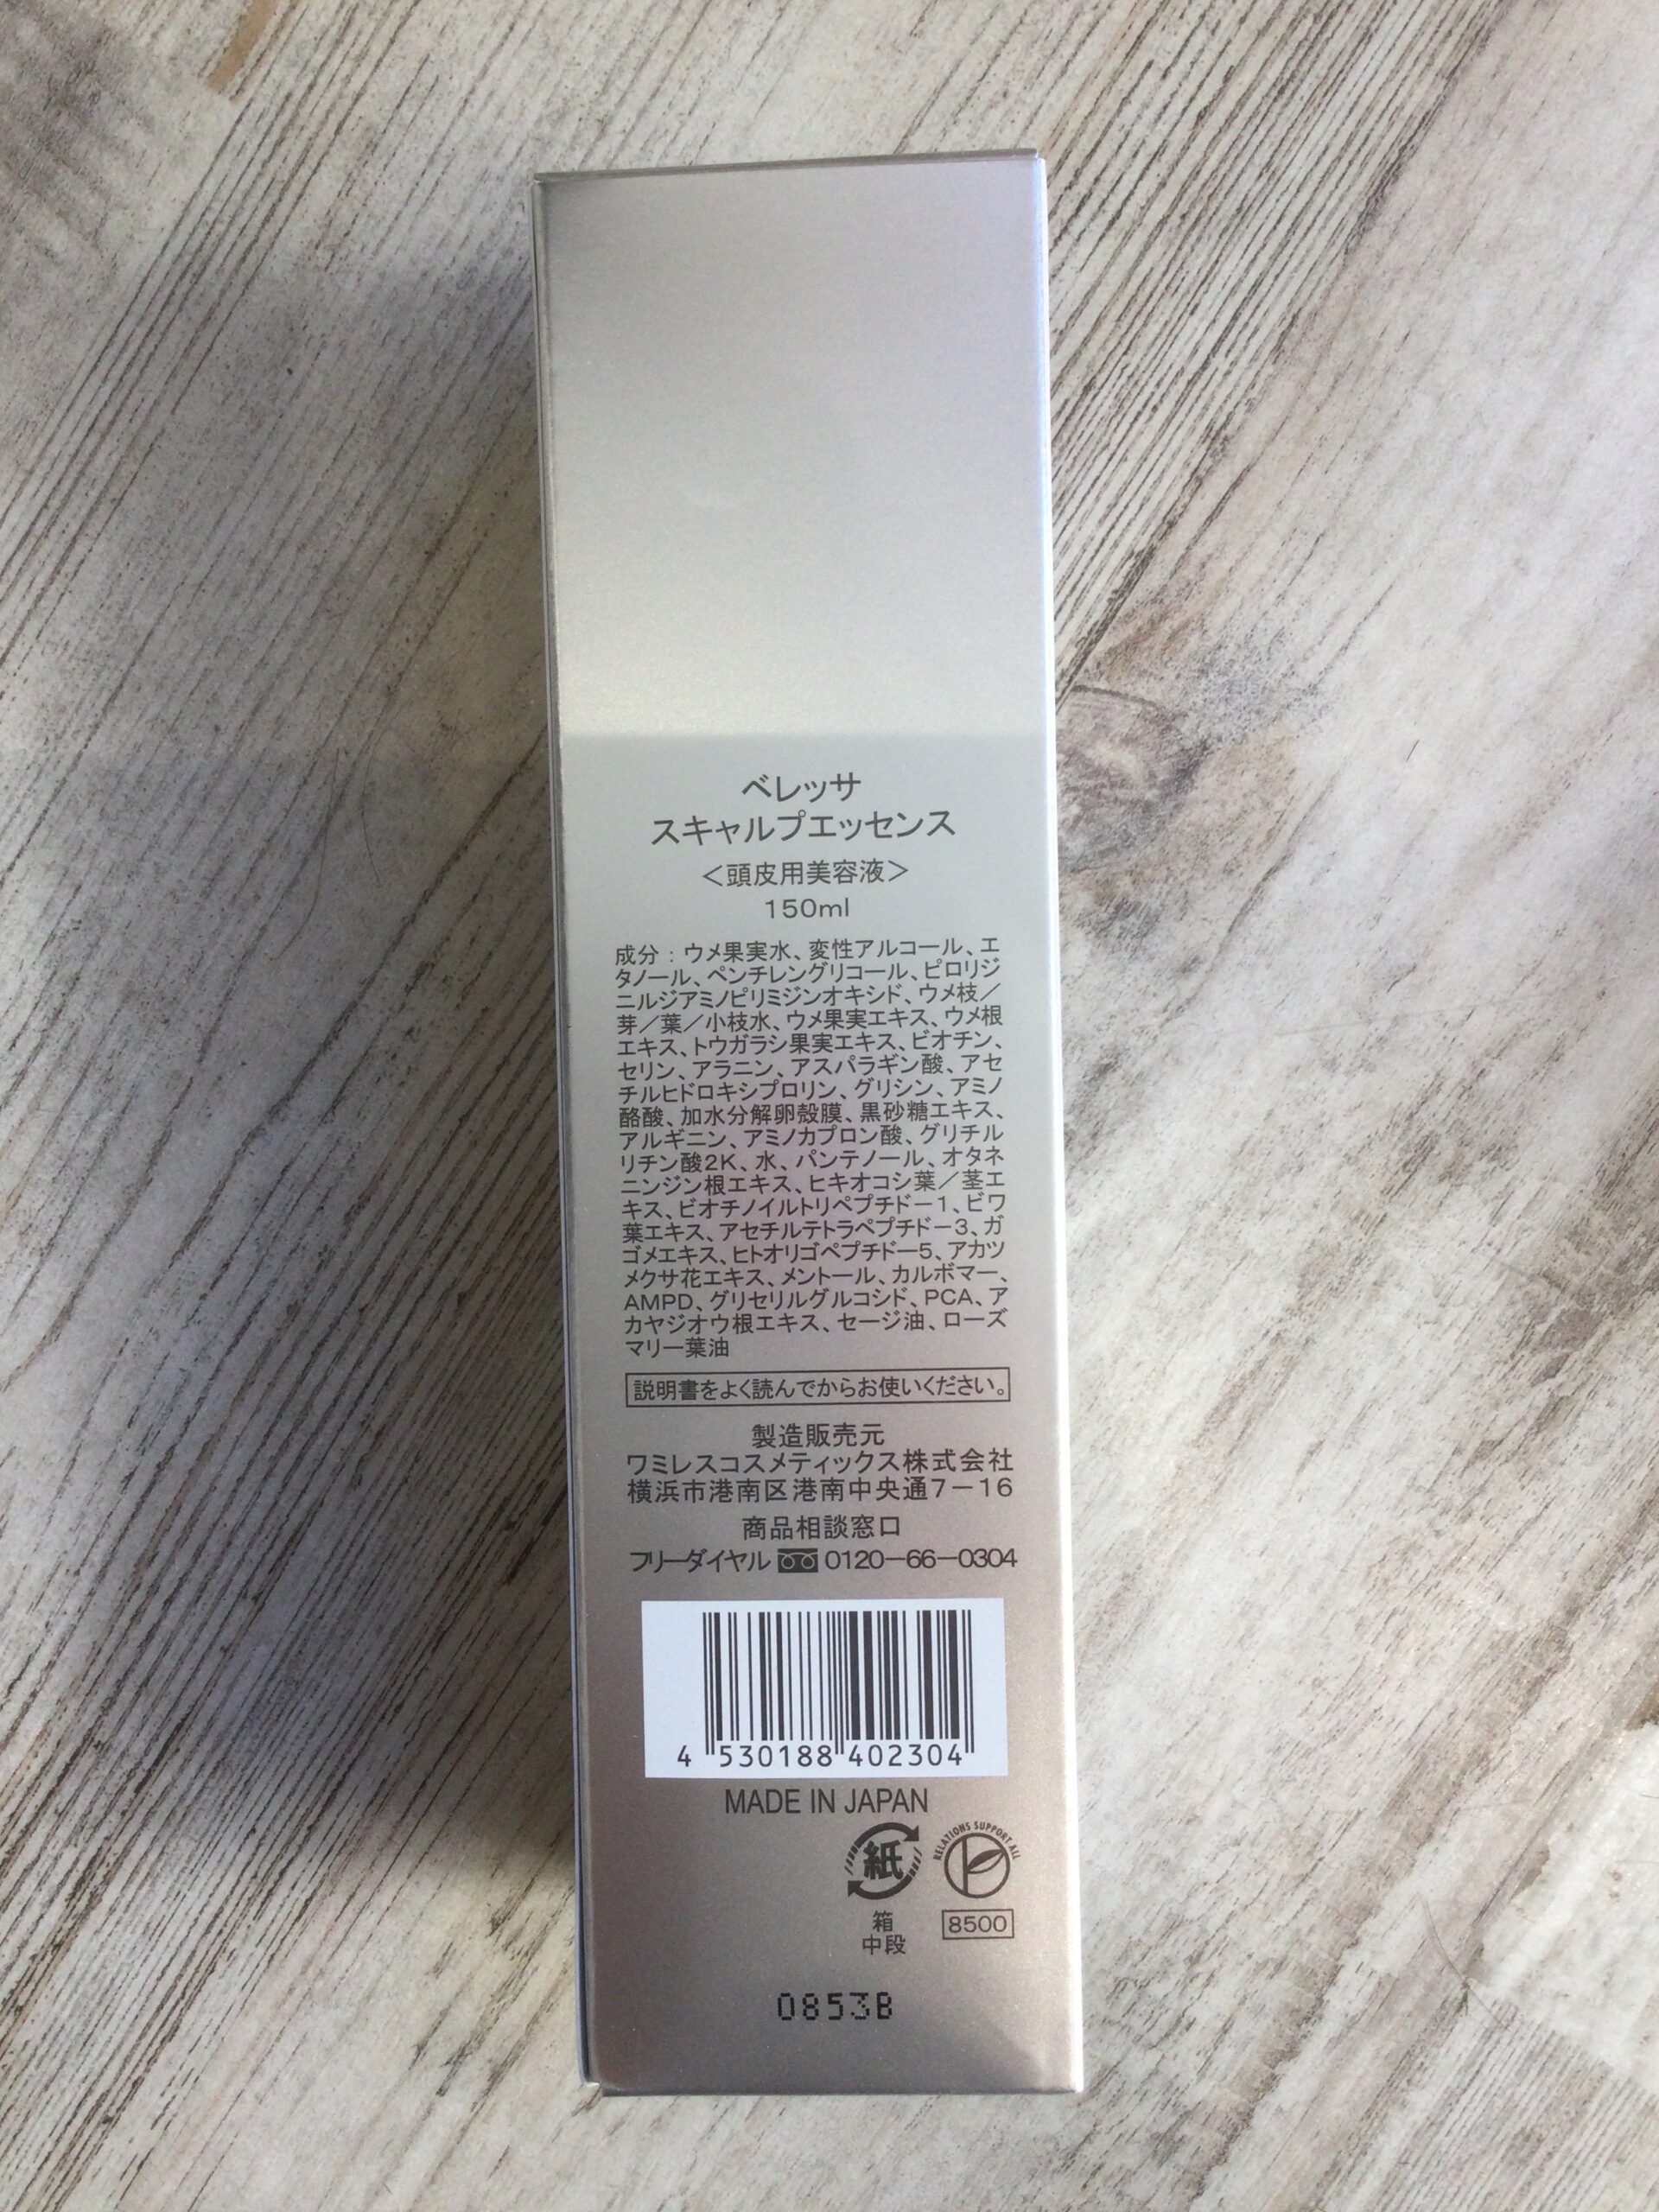 ベレッサ
スキャルプエッセンス
＜頭皮用美容液＞
150ml
成分：ウメ果実水、変性アルコール、エ
タノール、ペンチレングリコール、ピロリジ
ニルジアミノピリミジンオキシド、ウメ枝／
芽／葉／小枝水、ウメ果実エキス、ウメ根
エキス、トウガラシ果実エキス、ビオチン、
セリン、アラニン、アスパラギン酸、アセ
チルヒドロキシプロリン、グリシン、アミノ
酪酸、加水分解卵殻膜、黒砂糖エキス、
アルギニン、アミノカプロン酸、グリチル
リチン酸2K、水、パンテノール、オタネ
ニンジン根エキス、ヒキオコシ葉／茎エ
キス、ビオチノイルトリペプチドー1、ビワ
葉エキス、アセチルテトラペプチドー3、ガ
ゴメエキス、ヒトオリゴペプチドー5、アカツ
メクサ花エキス、メントール、カルボマー、
AMPD、グリセリルグルコシド、PCA、ア
カヤジオウ根エキス、セージ油、ローズ
マリー葉油
説明書をよく読んでからお使いください。
製造販売元
ワミレスコスメティックス株式会社
横浜市港南区港南中央通7－16
商品相談窓口
フリーダイヤル 0120－66－0304
4 530188 402304
MADE IN JAPAN
紙
RELATIONS SUPPORT ALL
箱
中段
8500
0853B